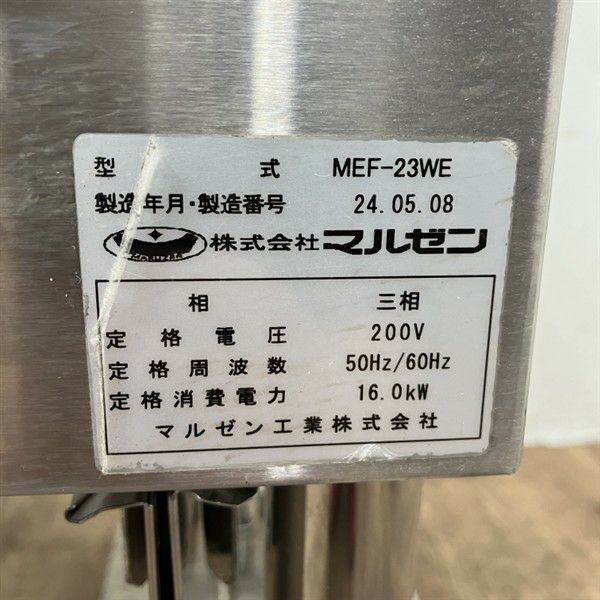 型 式 MEF-23WE
製造年月・製造番号 24.05.08
MARUZEN 株式会社 マルゼン
相 三相
定格電圧 200V
定格周波数 50Hz/60Hz
定格消費電力 16.0kW
マルゼン工業株式会社